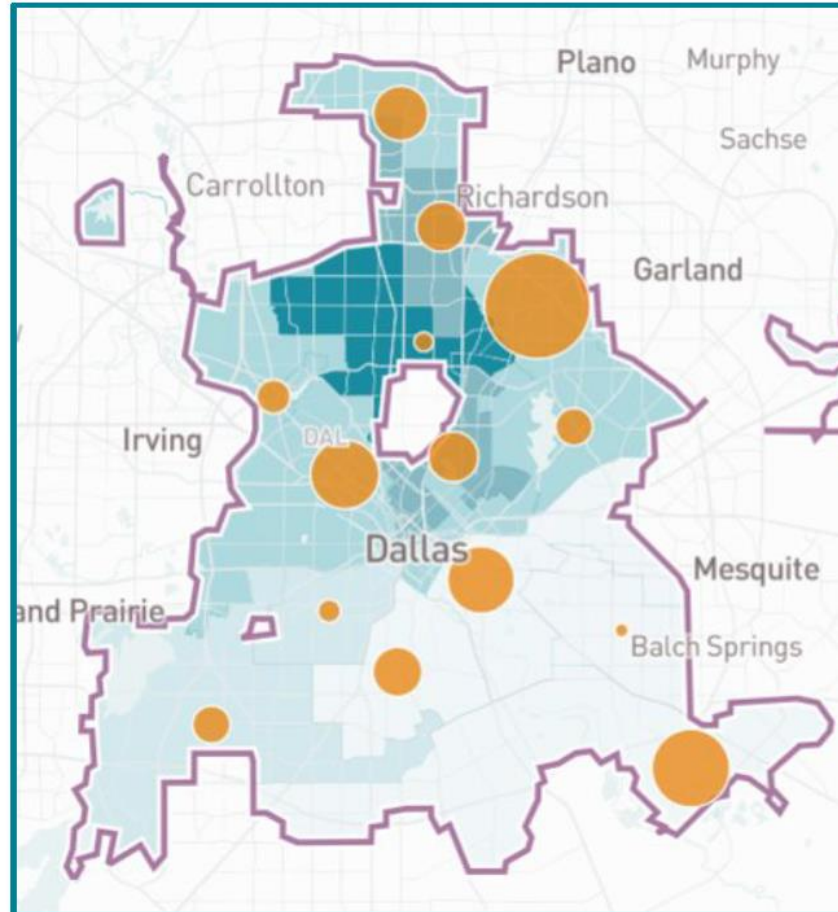 Plano
Murphy
Sachse
Carrollton
Richardson
Garland
Irving
DAL
Dallas
Mesquite
and Prairie
Balch Springs